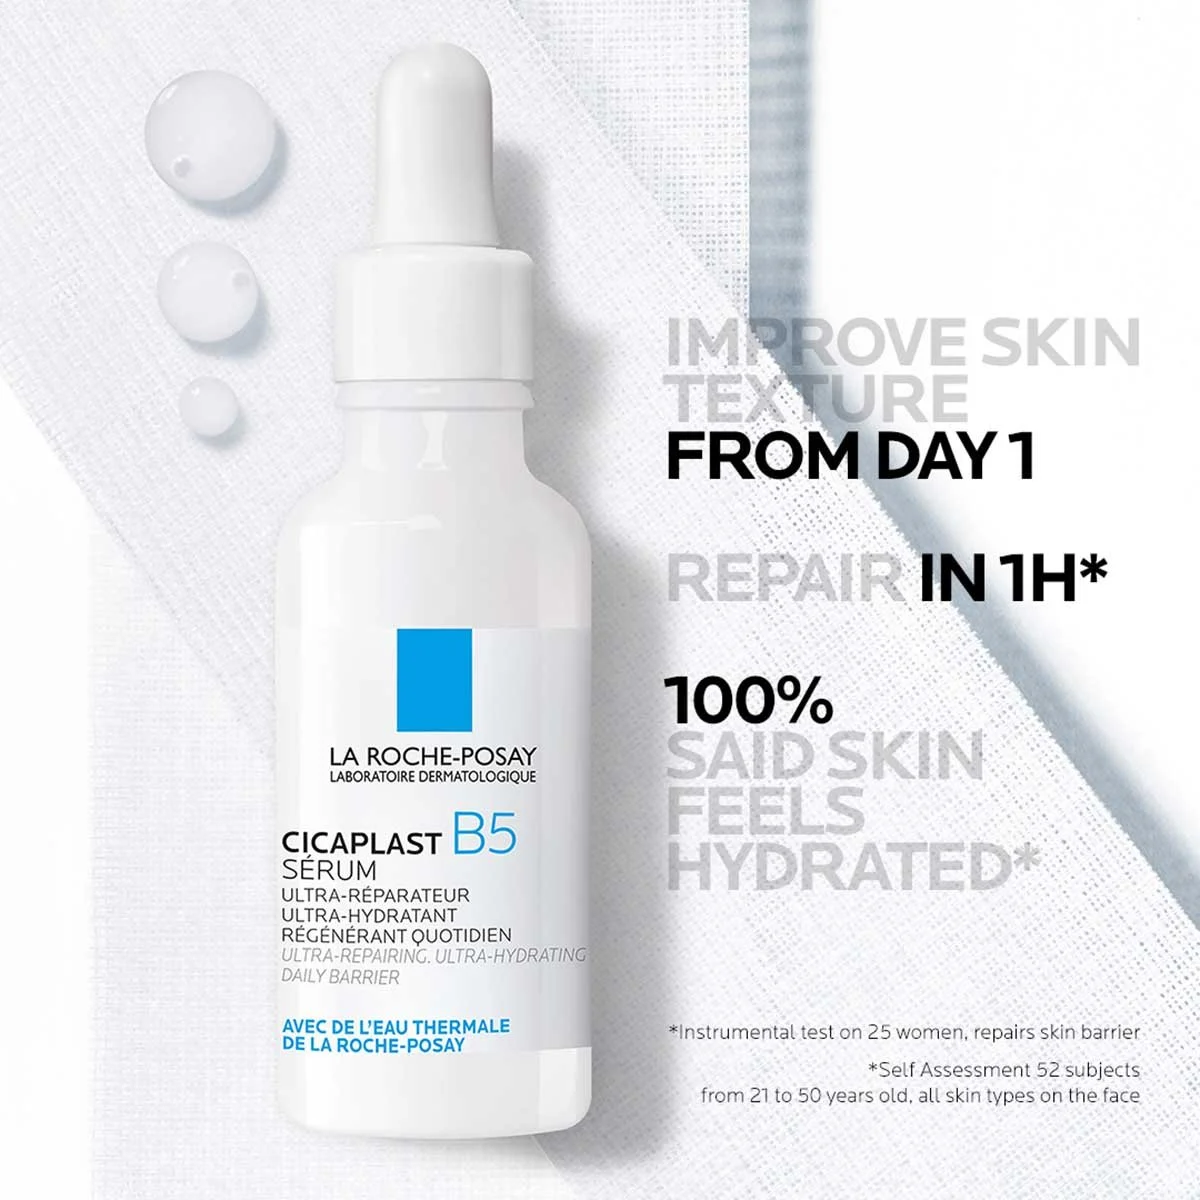 IMPROVE SKIN
TEXTURE
FROM DAY 1
REPAIR IN 1H*
100%
SAID SKIN
FEELS
HYDRATED*
LA ROCHE-POSAY
LABORATOIRE DERMATOLOGIQUE
CICAPLAST B5
SÉRUM
ULTRA-RÉPARATEUR
ULTRA-HYDRATANT
RÉGÉNÉRANT QUOTIDIEN
ULTRA-REPAIRING. ULTRA-HYDRATING
DAILY BARRIER
AVEC DE L'EAU THERMALE
DE LA ROCHE-POSAY
*Instrumental test on 25 women, repairs skin barrier
*Self Assessment 52 subjects
from 21 to 50 years old, all skin types on the face